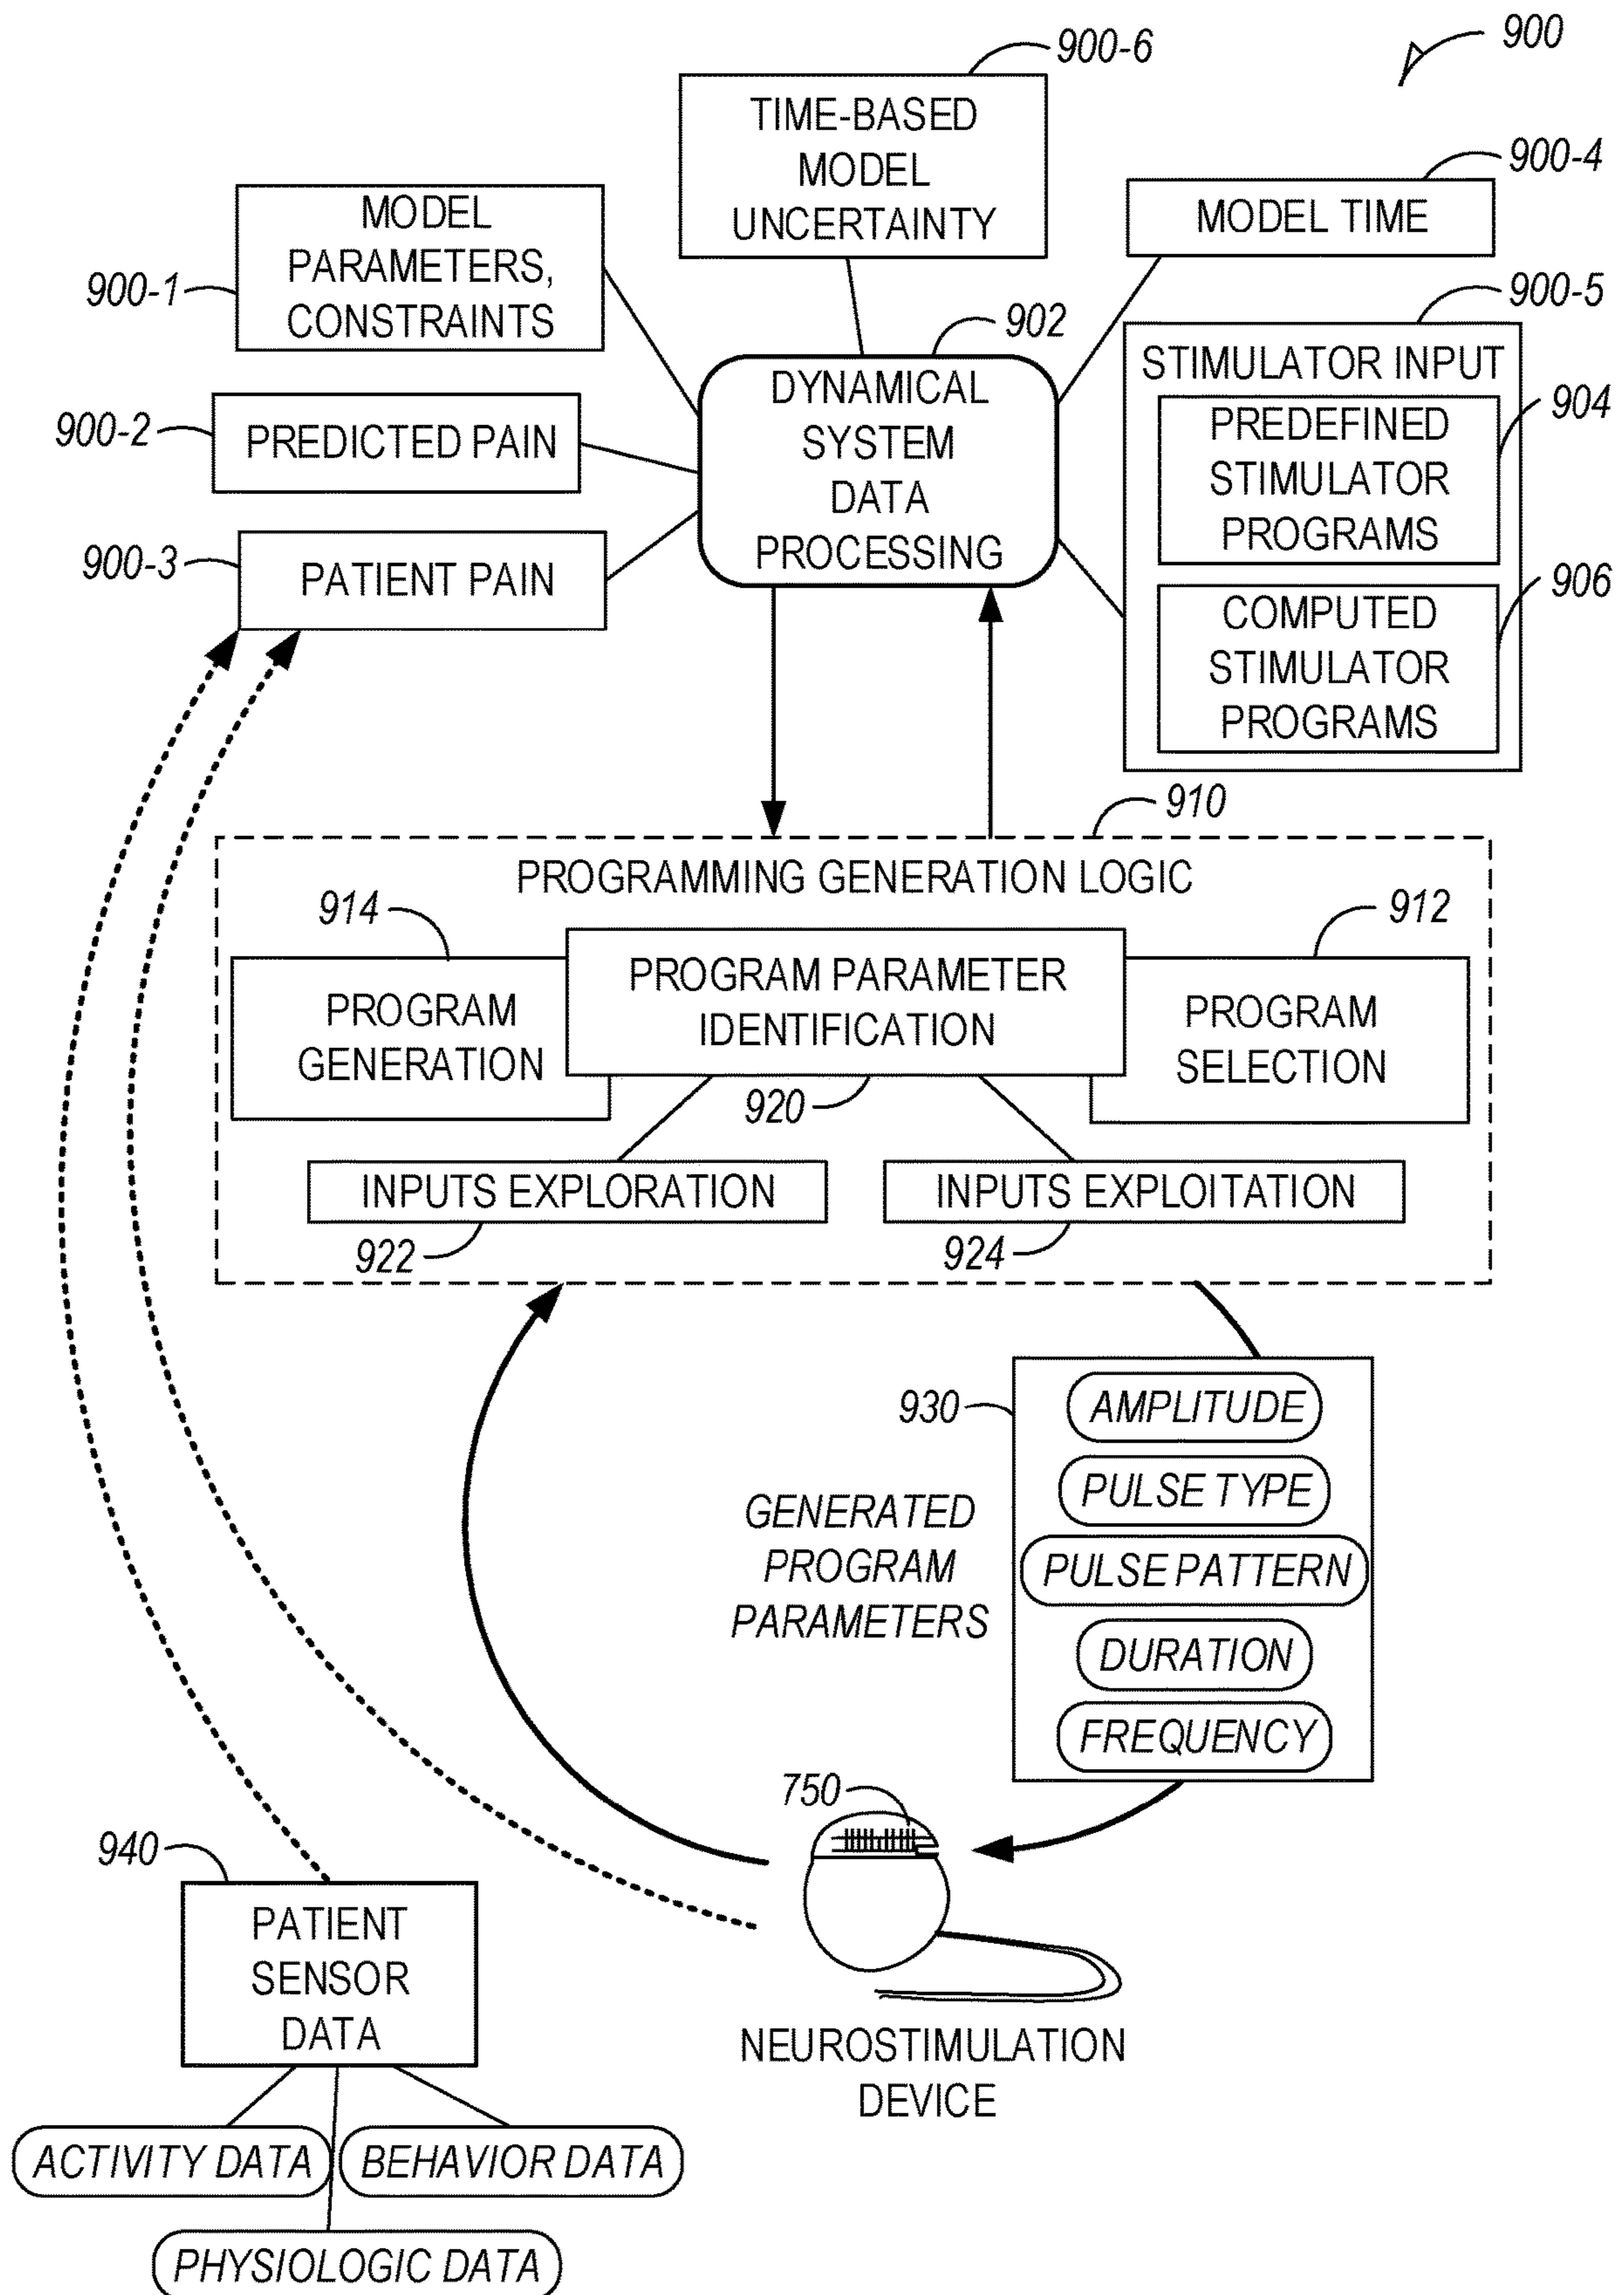 900-6
900
TIME-BASED
MODEL
UNCERTAINTY
900-4
MODEL TIME
MODEL
PARAMETERS,
CONSTRAINTS
900-1
900-5
STIMULATOR INPUT
902
DYNAMICAL
SYSTEM
DATA
PROCESSING
904
PREDEFINED
STIMULATOR
PROGRAMS
900-2
PREDICTED PAIN
900-3
PATIENT PAIN
906
COMPUTED
STIMULATOR
PROGRAMS
910
PROGRAMMING GENERATION LOGIC
914
912
PROGRAM
GENERATION
PROGRAM PARAMETER
IDENTIFICATION
PROGRAM
SELECTION
920
INPUTS EXPLORATION
INPUTS EXPLOITATION
922
924
930
AMPLITUDE
PULSE TYPE
PULSE PATTERN
DURATION
FREQUENCY
GENERATED
PROGRAM
PARAMETERS
750
NEUROSTIMULATION
DEVICE
940
PATIENT
SENSOR
DATA
ACTIVITY DATA
BEHAVIOR DATA
PHYSIOLOGIC DATA